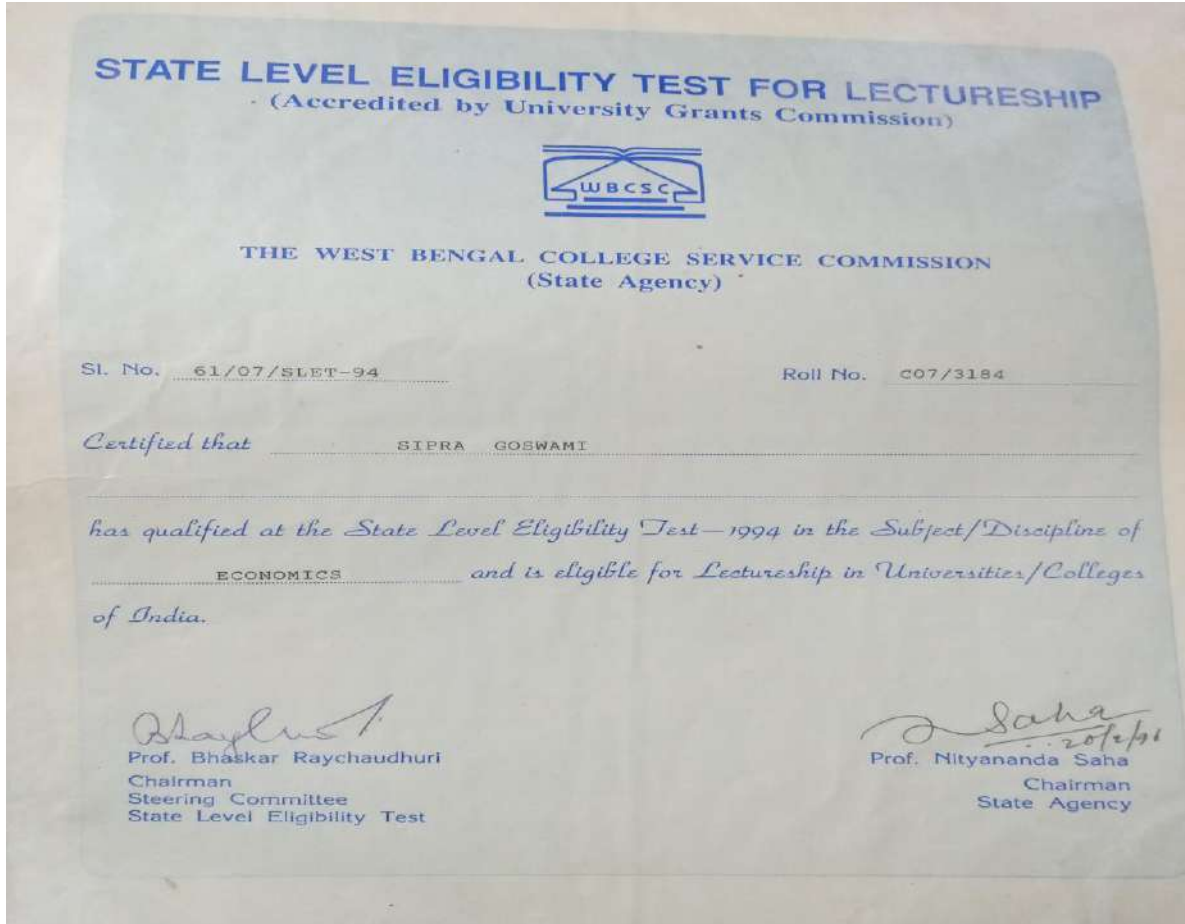 STATE LEVEL ELIGIBILITY TEST FOR LECTURESHIP
(Accredited by University Grants Commission)
WBCSC
THE WEST BENGAL COLLEGE SERVICE COMMISSION
(State Agency)
Sl. No. 61/07/SLET-94 Roll No. C07/3184
Certified that SIPRA GOSWAMI
has qualified at the State Level Eligibility Test—1994 in the Subject/Discipline of
ECONOMICS and is eligible for Lectureship in Universities/Colleges
of India.
Saha
20/2/96
Prof. Bhaskar Raychaudhuri
Chairman
Steering Committee
State Level Eligibility Test
Prof. Nityananda Saha
Chairman
State Agency